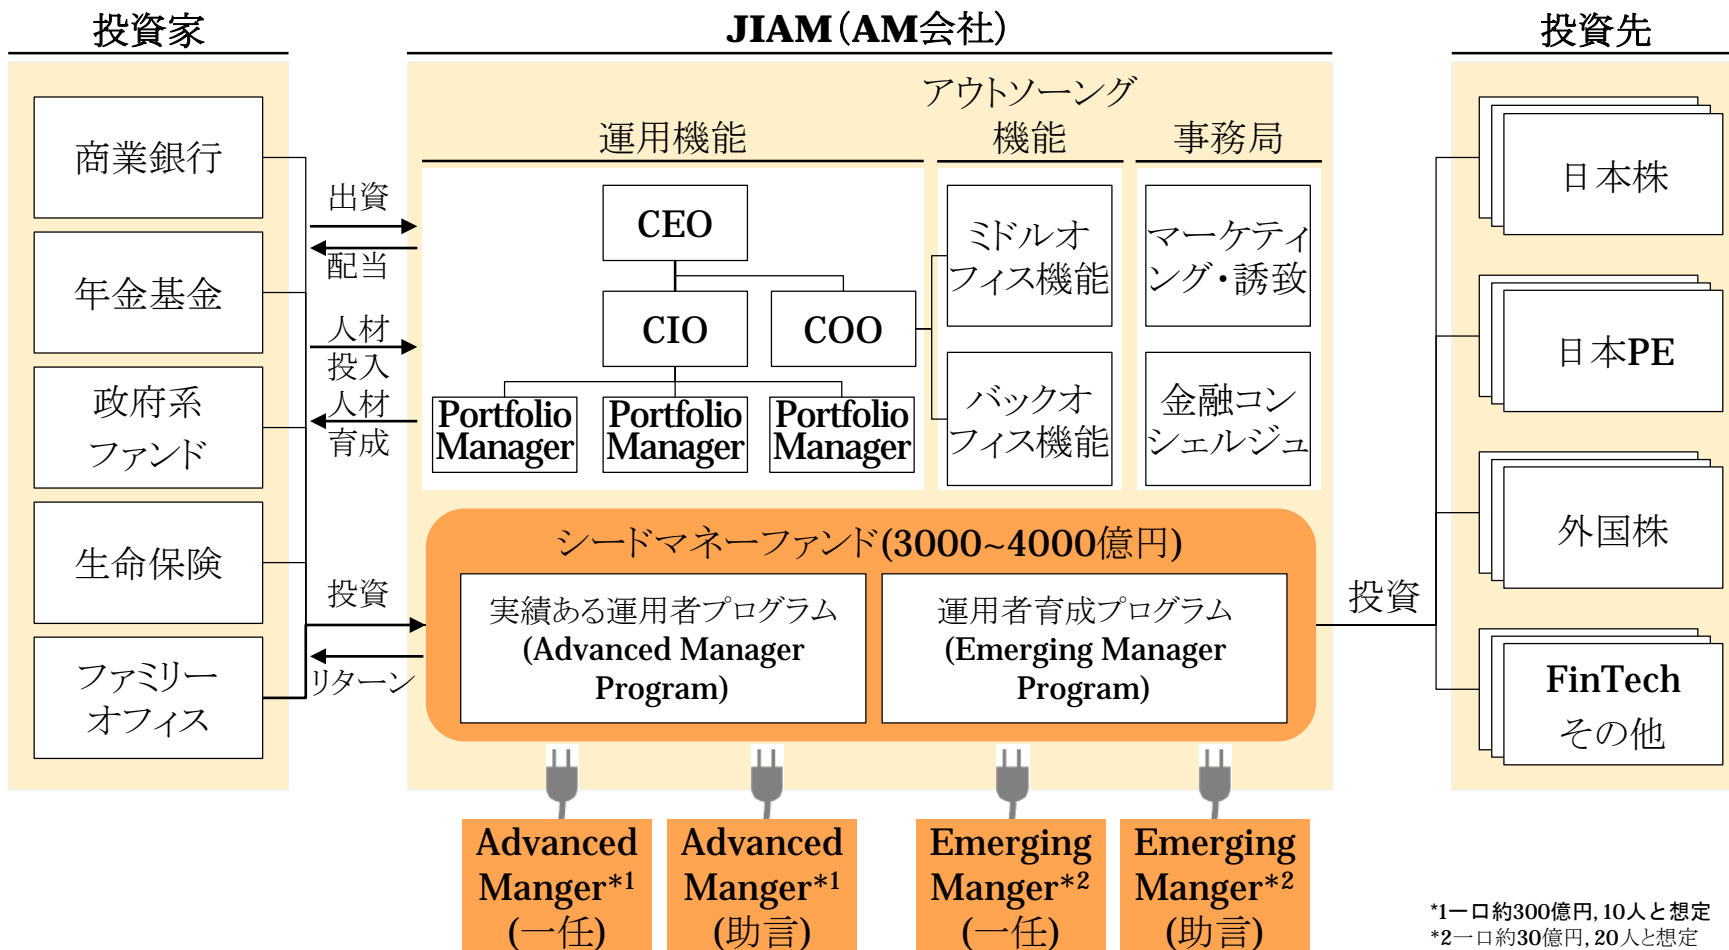 投資家
商業銀行
年金基金
政府系
ファンド
生命保険
ファミリー
オフィス
出資
配当
人材
投入
人材
育成
投資
リターン
JIAM(AM会社)
運用機能
CEO
CIO
COO
Portfolio
Manager
Portfolio
Manager
Portfolio
Manager
アウトソーング
機能
ミドルオ
フィス機能
バックオ
フィス機能
事務局
マーケティ
ング・誘致
金融コン
シェルジュ
シードマネーファンド(3000~4000億円)
実績ある運用者プログラム
(Advanced Manager
Program)
運用者育成プログラム
(Emerging Manager
Program)
Advanced
Manger*1
(一任)
Advanced
Manger*1
(助言)
Emerging
Manger*2
(一任)
Emerging
Manger*2
(助言)
投資
投資先
日本株
日本PE
外国株
FinTech
その他
*1一口約300億円, 10人と想定
*2一口約30億円, 20人と想定